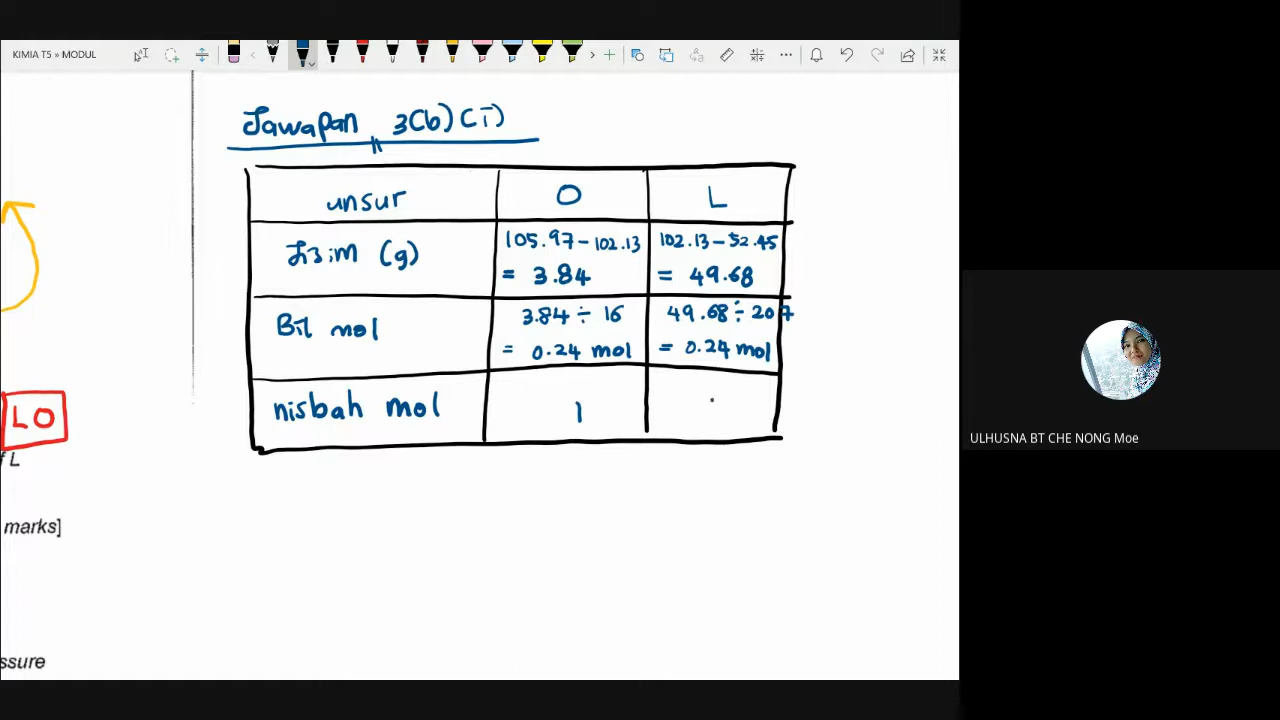 KIMIA T5 » MODUL
Jawapan 3(b)(i)
unsur O L
Jisim (g) 105.97-102.13 102.13-52.45
= 3.84 = 49.68
Bil mol 3.84 ÷ 16 49.68 ÷ 207
= 0.24 mol = 0.24 mol
nisbah mol 1
LO
f L
marks]
ssure
ULHUSNA BT CHE NONG Moe